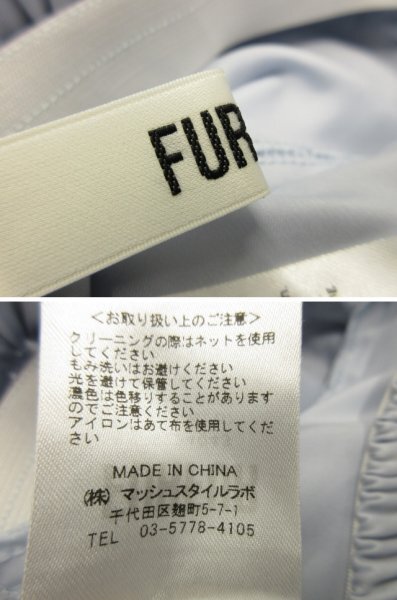 FUR
<お取り扱い上のご注意>
クリーニングの際はネットを使用
してください
もみ洗いはお避けください
光を避けて保管してください
濃色は色移りすることがあります
のでご注意ください
アイロンはあて布を使用してください
MADE IN CHINA
(株) マッシュスタイルラボ
千代田区麹町5-7-1
TEL 03-5778-4105